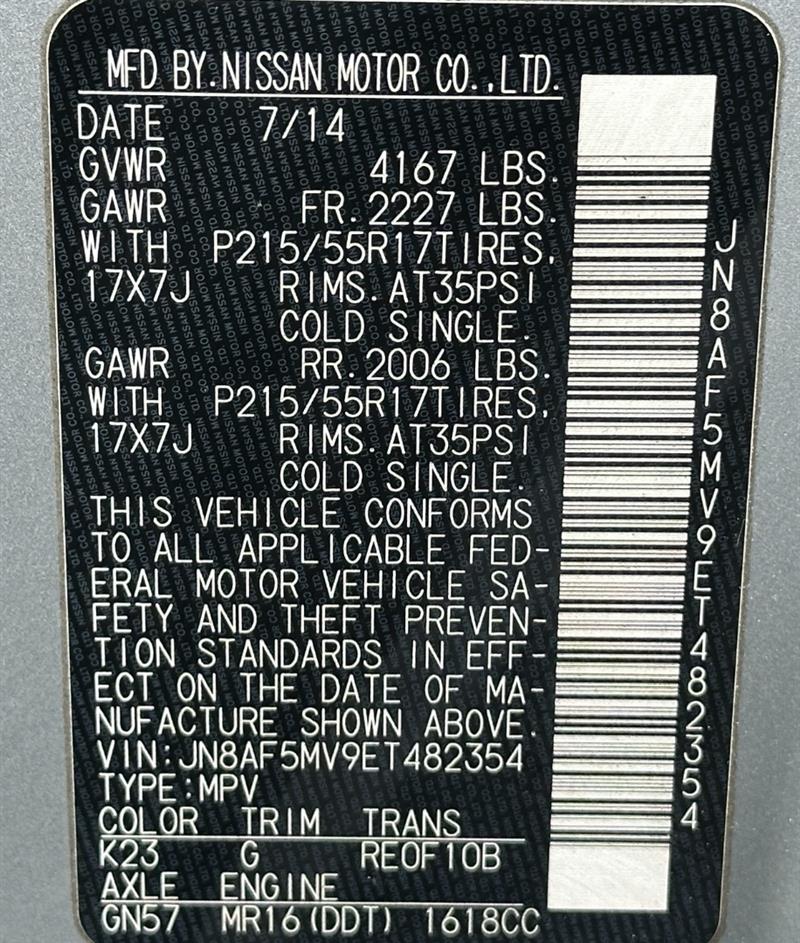 MFD BY.NISSAN MOTOR CO.,LTD.
DATE 7/14
GVWR 4167 LBS.
GAWR FR.2227 LBS.
WITH P215/55R17TIRES.
17X7J RIMS.AT35PSI
COLD SINGLE.
GAWR RR.2006 LBS.
WITH P215/55R17TIRES.
17X7J RIMS.AT35PSI
COLD SINGLE.
THIS VEHICLE CONFORMS
TO ALL APPLICABLE FED-
ERAL MOTOR VEHICLE SA-
FETY AND THEFT PREVEN-
TION STANDARDS IN EFF-
ECT ON THE DATE OF MA-
NUFACTURE SHOWN ABOVE.
VIN:JN8AF5MV9ET482354
TYPE:MPV
COLOR TRIM TRANS
K23 G REOF10B
AXLE ENGINE
GN57 MR16(DDT) 1618CC
JN8AF5MV9ET482354